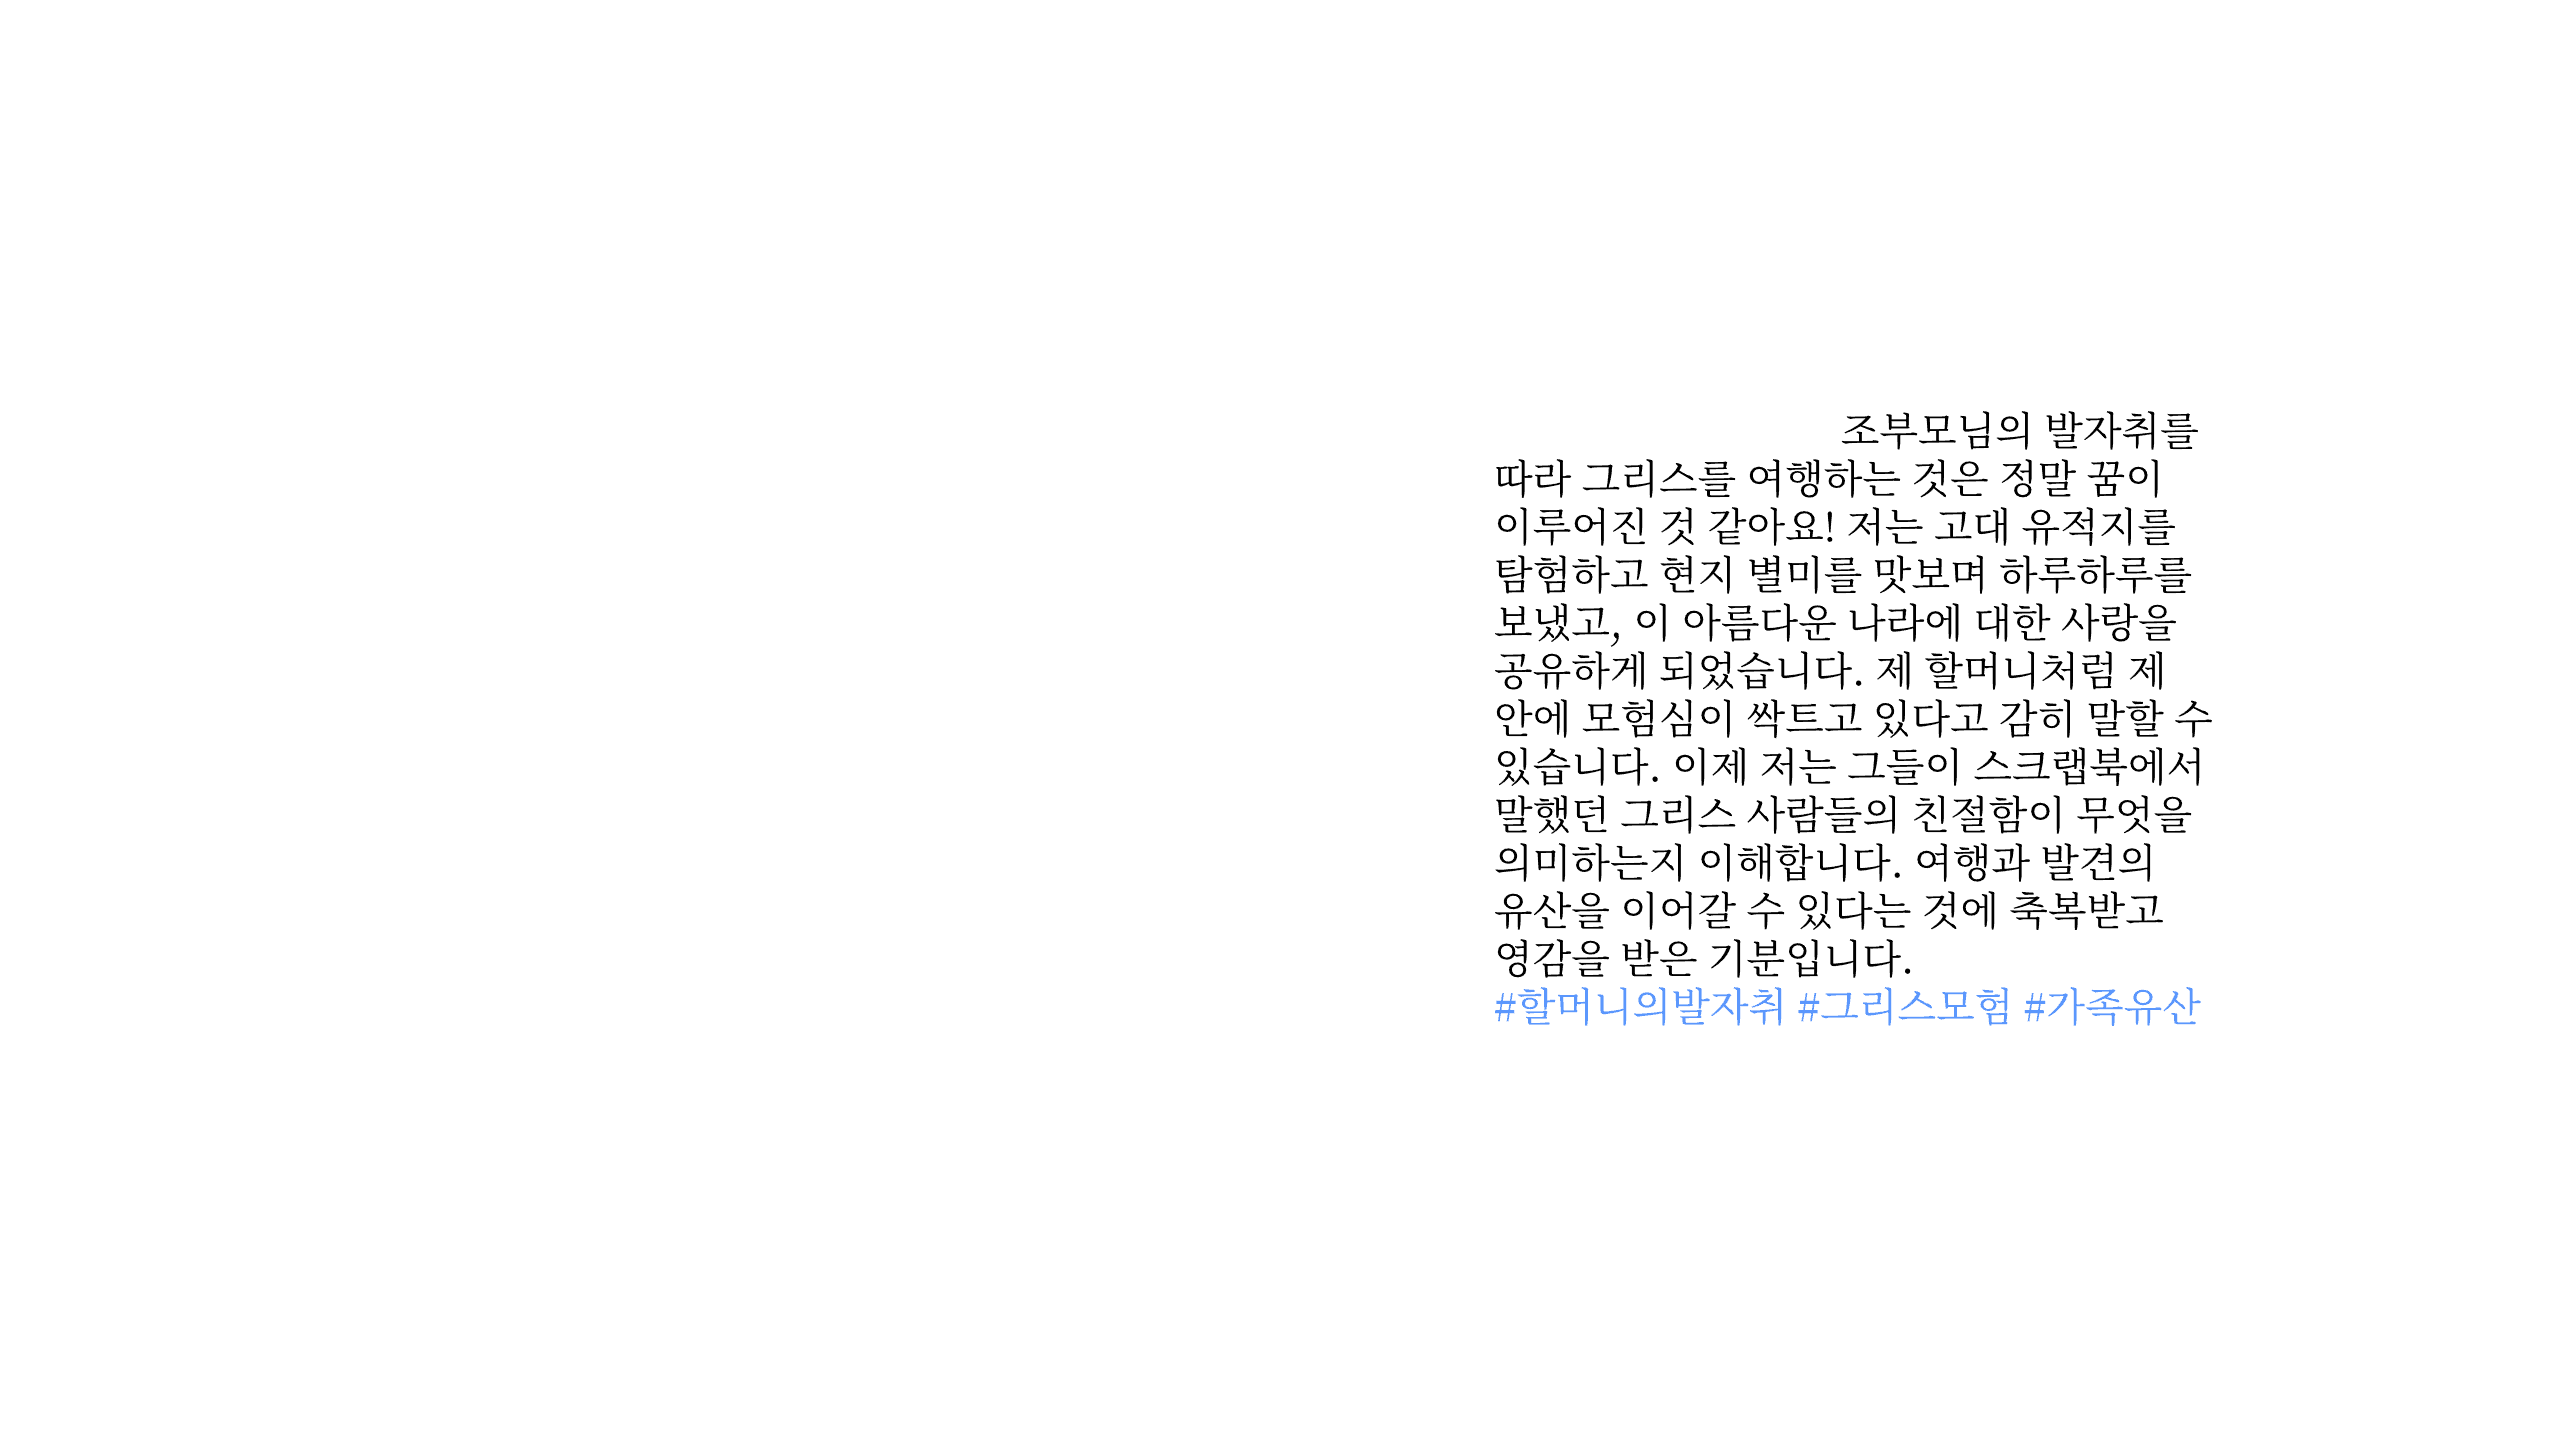 조부모님의 발자취를
따라 그리스를 여행하는 것은 정말 꿈이
이루어진 것 같아요! 저는 고대 유적지를
탐험하고 현지 별미를 맛보며 하루하루를
보냈고, 이 아름다운 나라에 대한 사랑을
공유하게 되었습니다. 제 할머니처럼 제
안에 모험심이 싹트고 있다고 감히 말할 수
있습니다. 이제 저는 그들이 스크랩북에서
말했던 그리스 사람들의 친절함이 무엇을
의미하는지 이해합니다. 여행과 발견의
유산을 이어갈 수 있다는 것에 축복받고
영감을 받은 기분입니다.
#할머니의발자취 #그리스모험 #가족유산